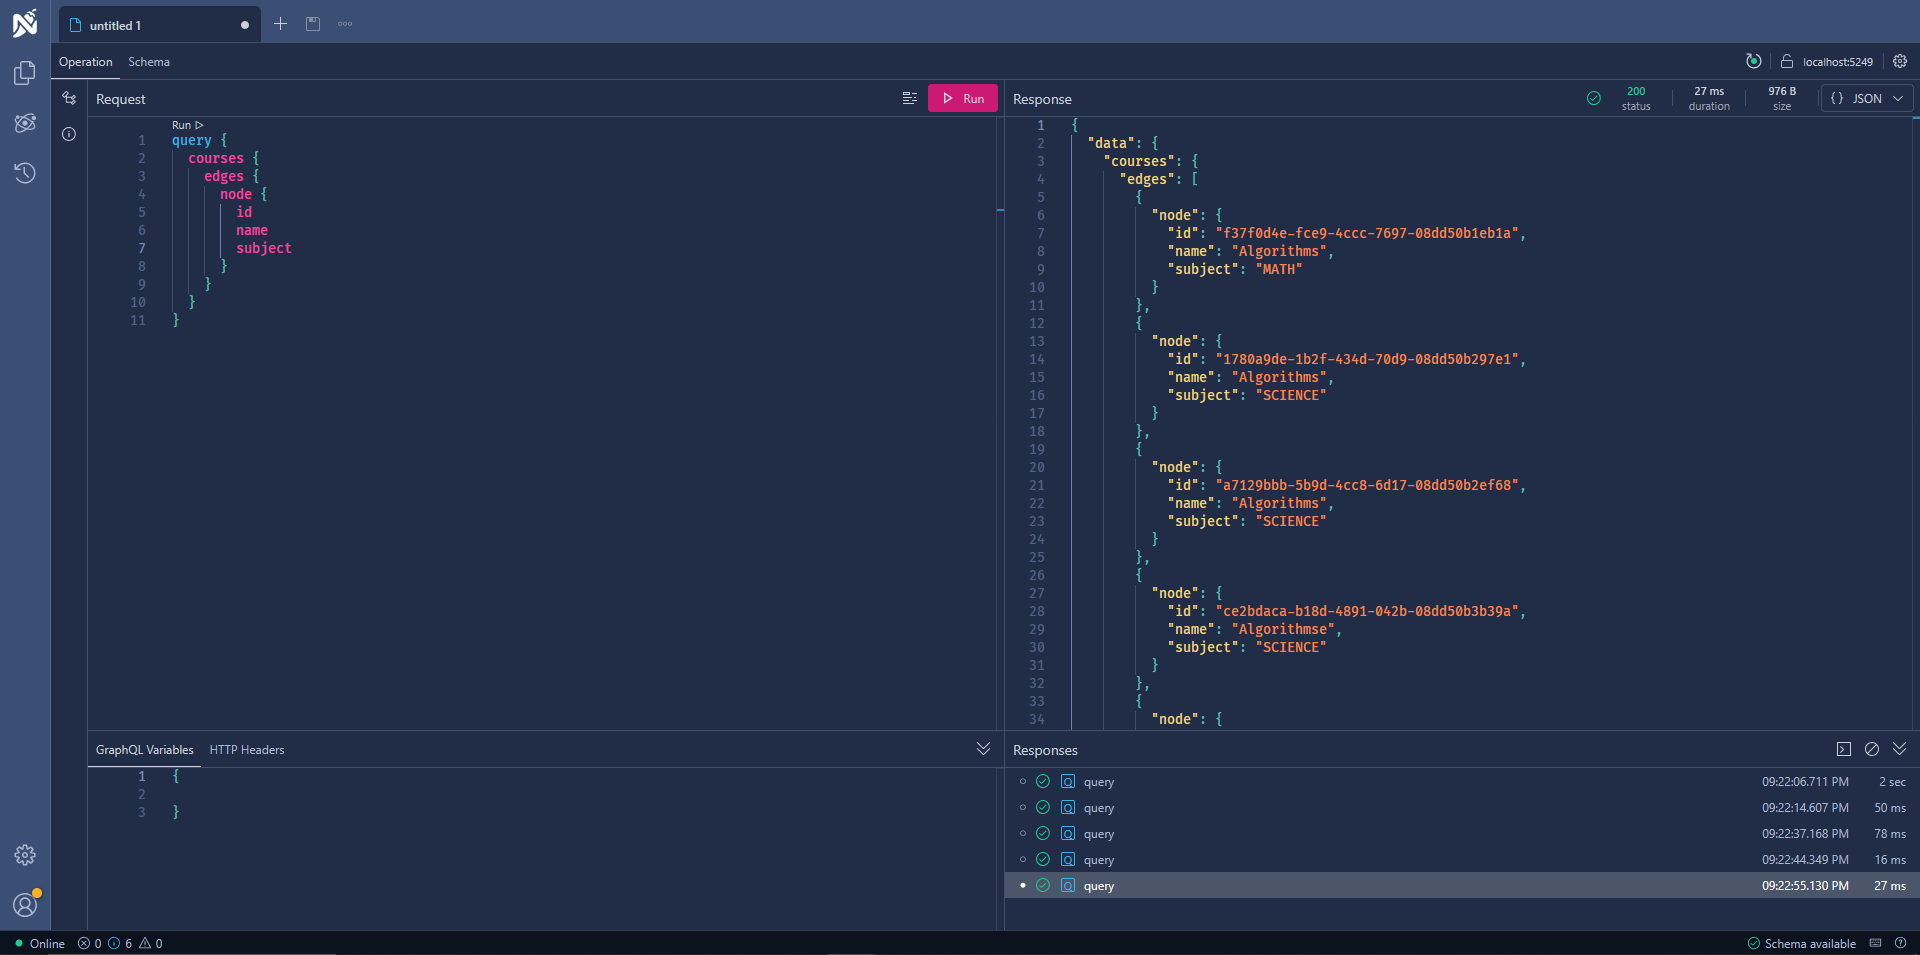 untitled 1
Operation Schema
localhost:5249
Request
Run
Response
200 status
27 ms duration
976 B size
{} JSON
Run
1 query {
2 courses {
3 edges {
4 node {
5 id
6 name
7 subject
8 }
9 }
10 }
11 }
1 {
2 "data": {
3 "courses": {
4 "edges": [
5 {
6 "node": {
7 "id": "f37f0d4e-fce9-4ccc-7697-08dd50b1eb1a",
8 "name": "Algorithms",
9 "subject": "MATH"
10 }
11 },
12 {
13 "node": {
14 "id": "1780a9de-1b2f-434d-70d9-08dd50b297e1",
15 "name": "Algorithms",
16 "subject": "SCIENCE"
17 }
18 },
19 {
20 "node": {
21 "id": "a7129bbb-5b9d-4cc8-6d17-08dd50b2ef68",
22 "name": "Algorithms",
23 "subject": "SCIENCE"
24 }
25 },
26 {
27 "node": {
28 "id": "ce2bdaca-b18d-4891-042b-08dd50b3b39a",
29 "name": "Algorithmse",
30 "subject": "SCIENCE"
31 }
32 },
33 {
34 "node": {
GraphQL Variables HTTP Headers
1 {
2
3 }
Responses
Q query 09:22:06.711 PM 2 sec
Q query 09:22:14.607 PM 50 ms
Q query 09:22:37.168 PM 78 ms
Q query 09:22:44.349 PM 16 ms
Q query 09:22:55.130 PM 27 ms
Online 0 6 0
Schema available